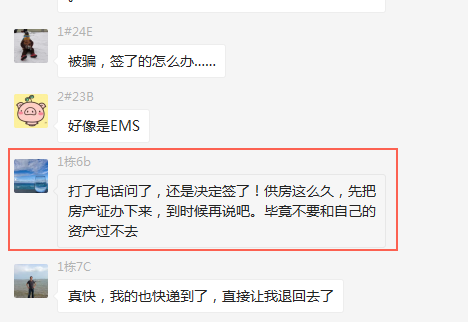 1#24E
被骗，签了的怎么办......
2#23B
好像是EMS
1栋6b
打了电话问了，还是决定签了！供房这么久，先把
房产证办下来，到时候再说吧。毕竟不要和自己的
资产过不去
1栋7C
真快，我的也快递到了，直接让我退回去了